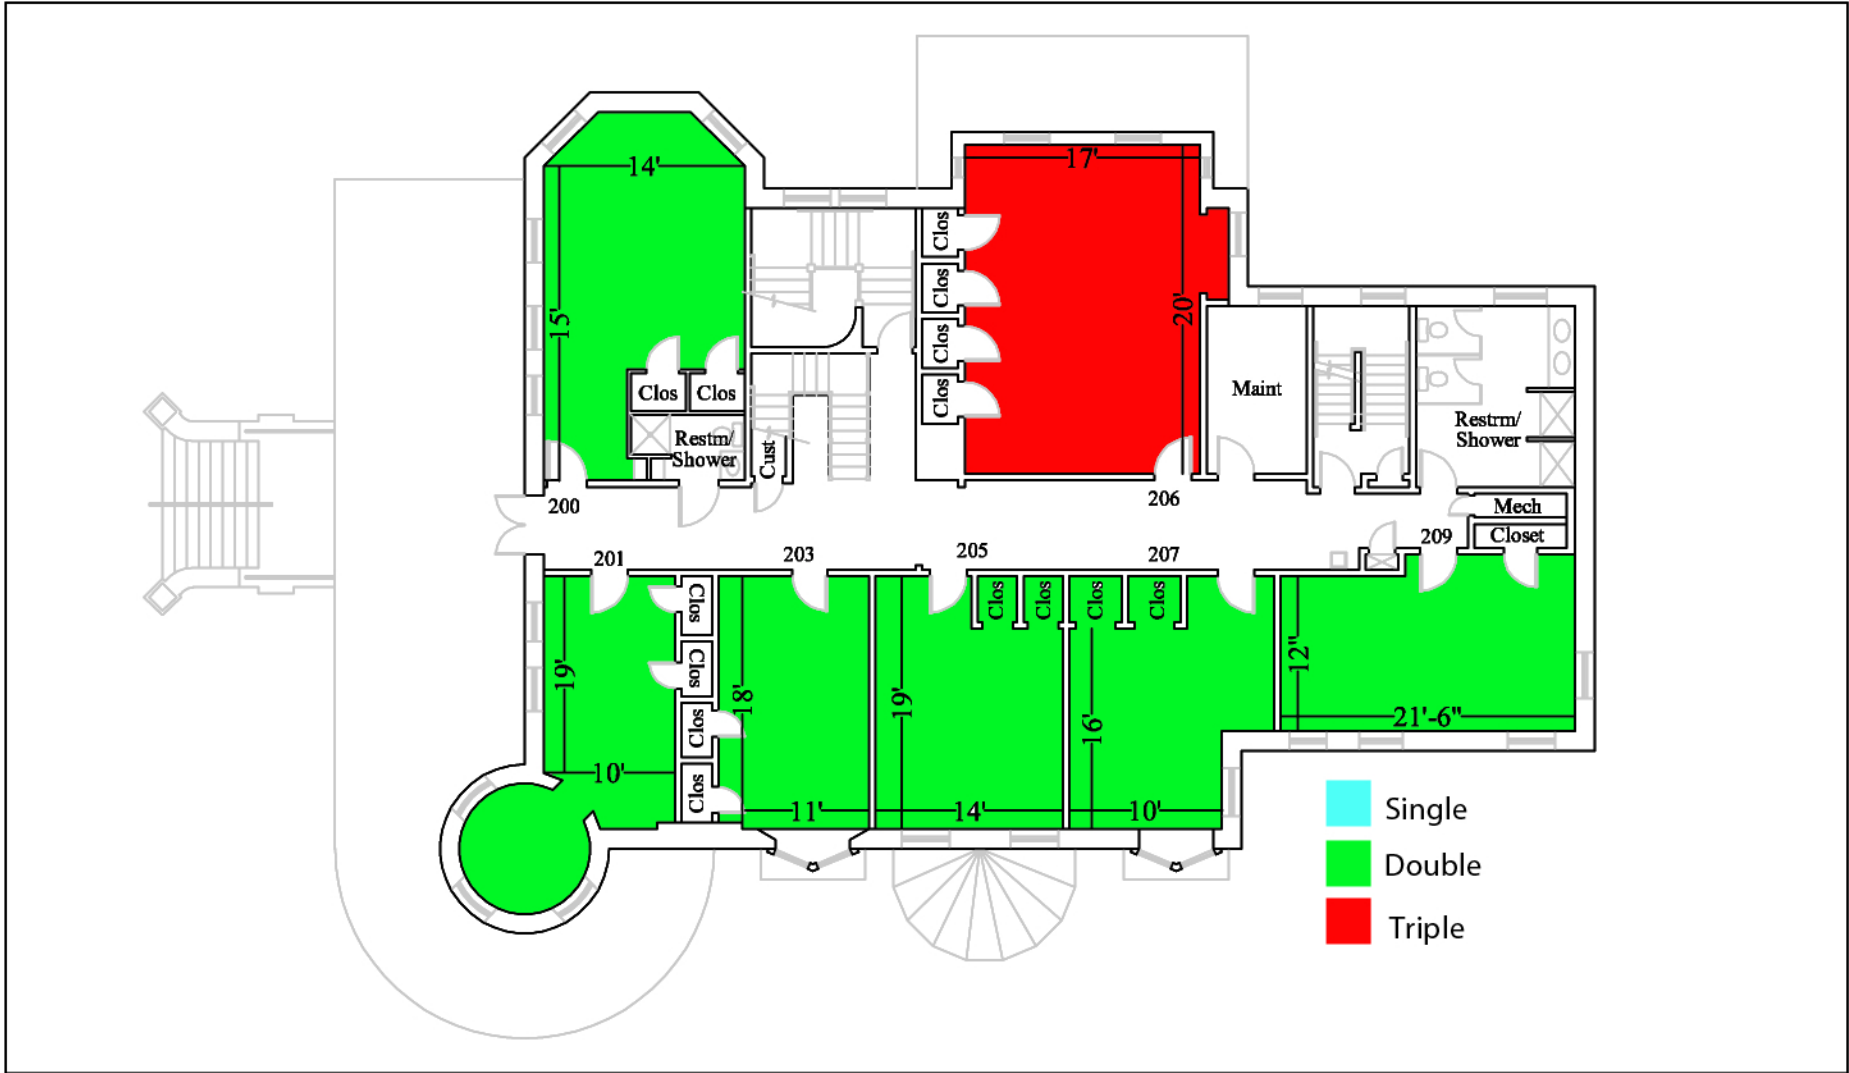 14'
17'
Clos
15'
Clos
20'
Clos
Clos
Clos
Clos
Maint
Restm/
Shower
Cust
Restrm/
Shower
200
206
Mech
209
Closet
201
203
205
207
Clos
Clos
Clos
Clos
Clos
Clos
Clos
Clos
19'
18'
19'
16'
12"
10'
11'
14'
10'
21'-6"
Single
Double
Triple